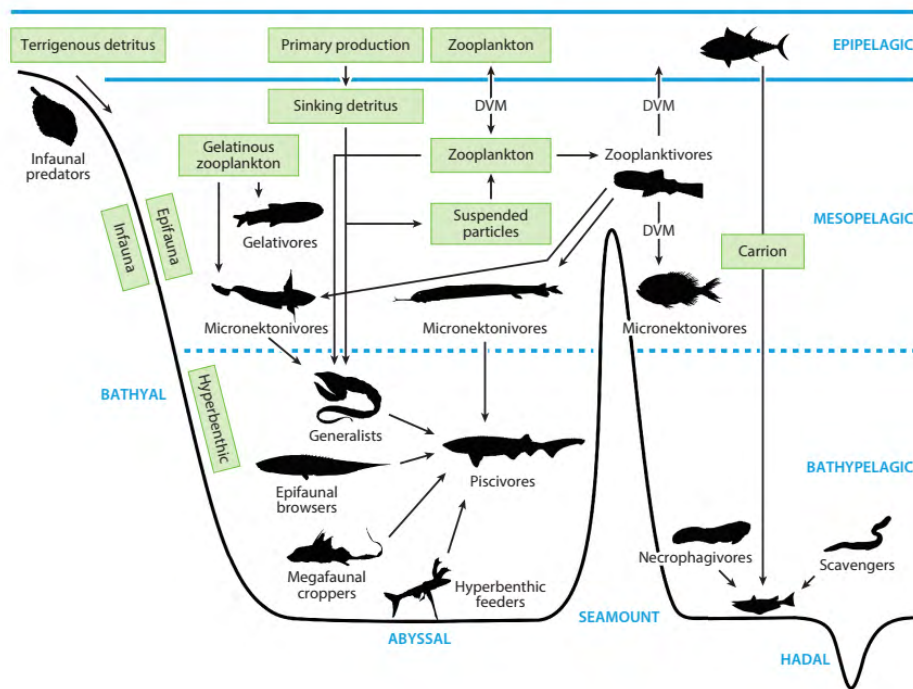 Terrigenous detritus
Primary production
Zooplankton
EPIPELAGIC
Sinking detritus
DVM
DVM
Infaunal
predators
Gelatinous
zooplankton
Zooplankton
Zooplanktivores
Gelativores
Suspended
particles
MESOPELAGIC
Infauna
Epifauna
DVM
Carrion
Micronektonivores
Micronektonivores
Micronektonivores
BATHYAL
Hyperbenthic
Generalists
Piscivores
BATHYPELAGIC
Epifaunal
browsers
Necrophagivores
Scavengers
Megafaunal
croppers
Hyperbenthic
feeders
SEAMOUNT
ABYSSAL
HADAL